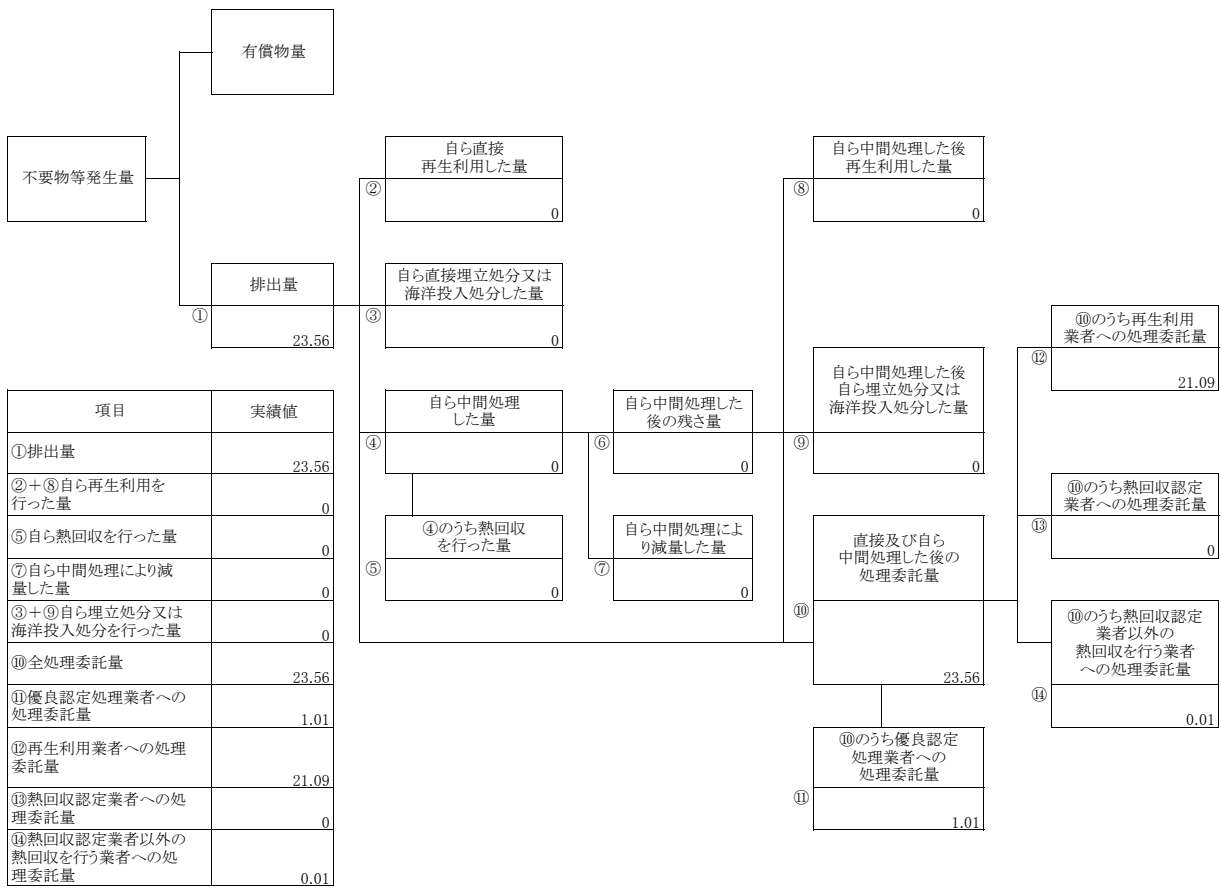 有償物量
不要物等発生量
自ら直接
再生利用した量
②
0
自ら中間処理した後
再生利用した量
⑧
0
排出量
①
23.56
自ら直接埋立処分又は
海洋投入処分した量
③
0
⑩のうち再生利用
業者への処理委託量
⑫
21.09
自ら中間処理
した量
④
0
自ら中間処理した
後の残さ量
⑥
0
自ら中間処理した後
自ら埋立処分又は
海洋投入処分した量
⑨
0
⑩のうち熱回収認定
業者への処理委託量
⑬
0
④のうち熱回収
を行った量
⑤
0
自ら中間処理によ
り減量した量
⑦
0
直接及び自ら
中間処理した後の
処理委託量
⑩
23.56
⑩のうち熱回収認定
業者以外の
熱回収を行う業者
への処理委託量
⑭
0.01
⑩のうち優良認定
処理業者への
処理委託量
⑪
1.01
項目 実績値
①排出量
23.56
②+⑧自ら再生利用を
行った量
0
⑤自ら熱回収を行った量
0
⑦自ら中間処理により減
量した量
0
③+⑨自ら埋立処分又は
海洋投入処分を行った量
0
⑩全処理委託量
23.56
⑪優良認定処理業者への
処理委託量
1.01
⑫再生利用業者への処理
委託量
21.09
⑬熱回収認定業者への処
理委託量
0
⑭熱回収認定業者以外の
熱回収を行う業者への処
理委託量
0.01